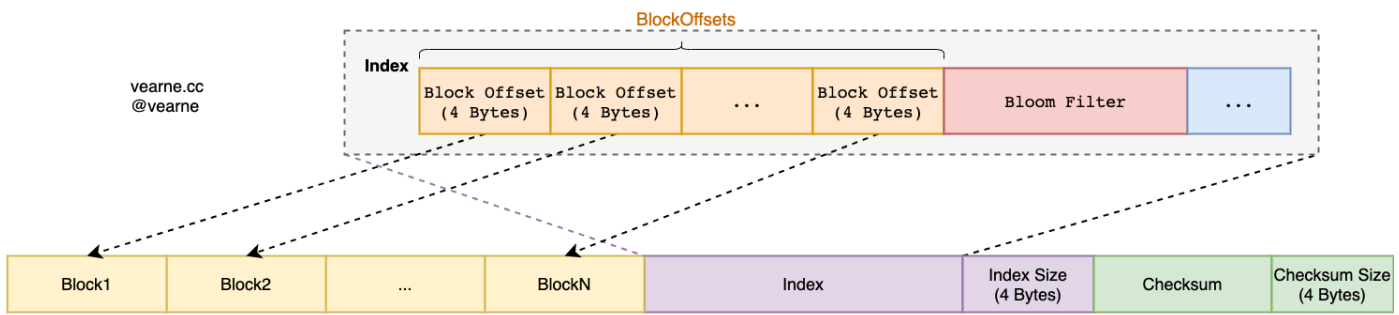 BlockOffsets
vearne.cc
@vearne
Index
Block Offset
(4 Bytes)
Block Offset
(4 Bytes)
...
Block Offset
(4 Bytes)
Bloom Filter
...
Block1
Block2
...
BlockN
Index
Index Size
(4 Bytes)
Checksum
Checksum Size
(4 Bytes)